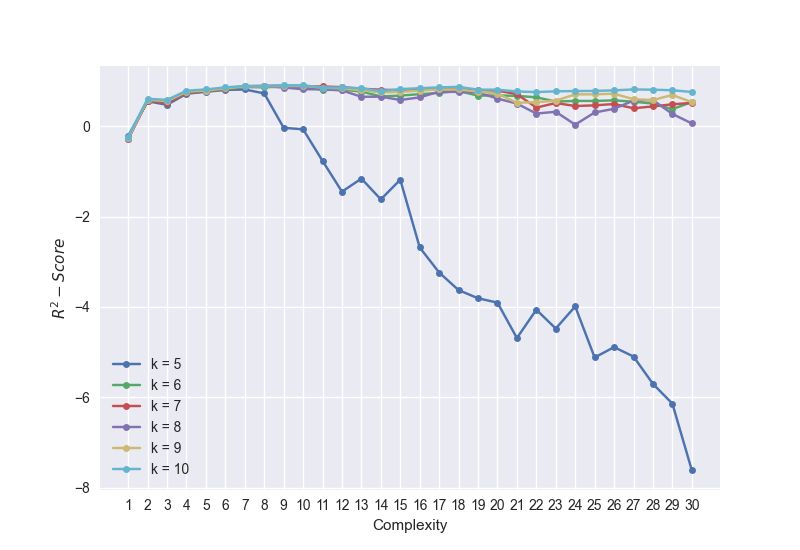 0
−2
−4
−6
−8
R² − Score
k = 5
k = 6
k = 7
k = 8
k = 9
k = 10
1 2 3 4 5 6 7 8 9 10 11 12 13 14 15 16 17 18 19 20 21 22 23 24 25 26 27 28 29 30
Complexity